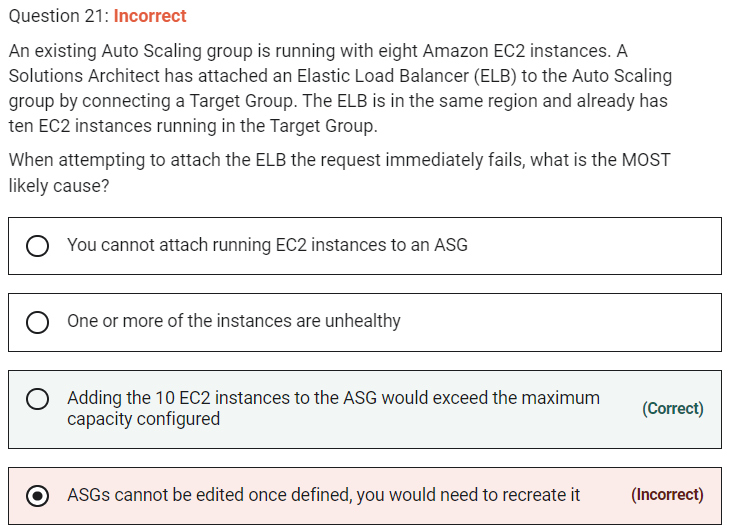 Question 21: Incorrect
An existing Auto Scaling group is running with eight Amazon EC2 instances. A
Solutions Architect has attached an Elastic Load Balancer (ELB) to the Auto Scaling
group by connecting a Target Group. The ELB is in the same region and already has
ten EC2 instances running in the Target Group.
When attempting to attach the ELB the request immediately fails, what is the MOST
likely cause?
You cannot attach running EC2 instances to an ASG
One or more of the instances are unhealthy
Adding the 10 EC2 instances to the ASG would exceed the maximum
capacity configured
(Correct)
ASGs cannot be edited once defined, you would need to recreate it
(Incorrect)